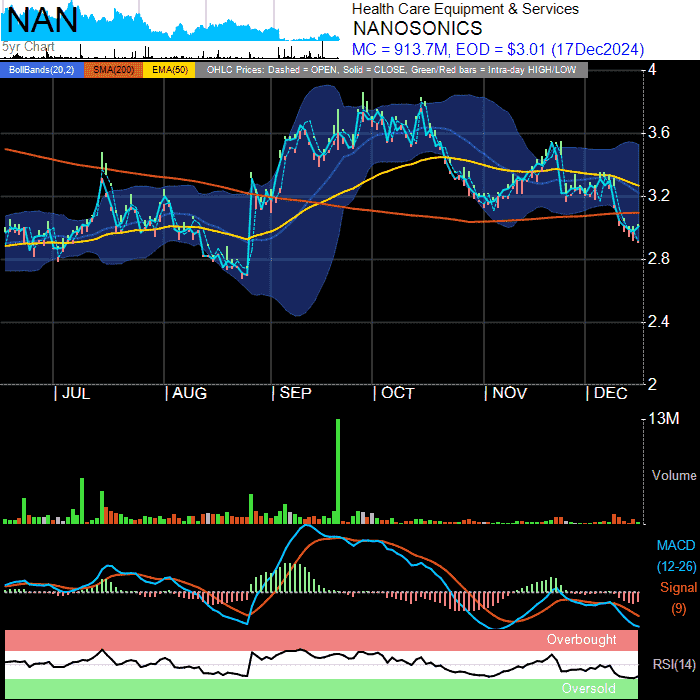 NAN
5yr Chart
Health Care Equipment & Services
NANOSONICS
MC = 913.7M, EOD = $3.01 (17Dec2024)
BollBands(20,2) SMA(200) EMA(50) OHLC Prices: Dashed = OPEN, Solid = CLOSE, Green/Red bars = Intra-day HIGH/LOW
4
3.6
3.2
2.8
2.4
2
JUL AUG SEP OCT NOV DEC
13M
Volume
MACD
(12-26)
Signal
(9)
Overbought
RSI(14)
Oversold